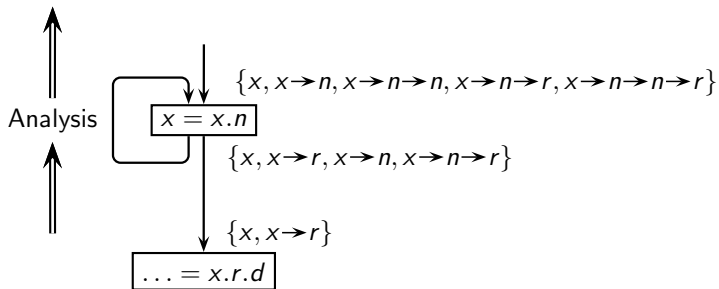 {x, x→n, x→n→n, x→n→r, x→n→n→r}
Analysis
x = x.n
{x, x→r, x→n, x→n→r}
{x, x→r}
... = x.r.d